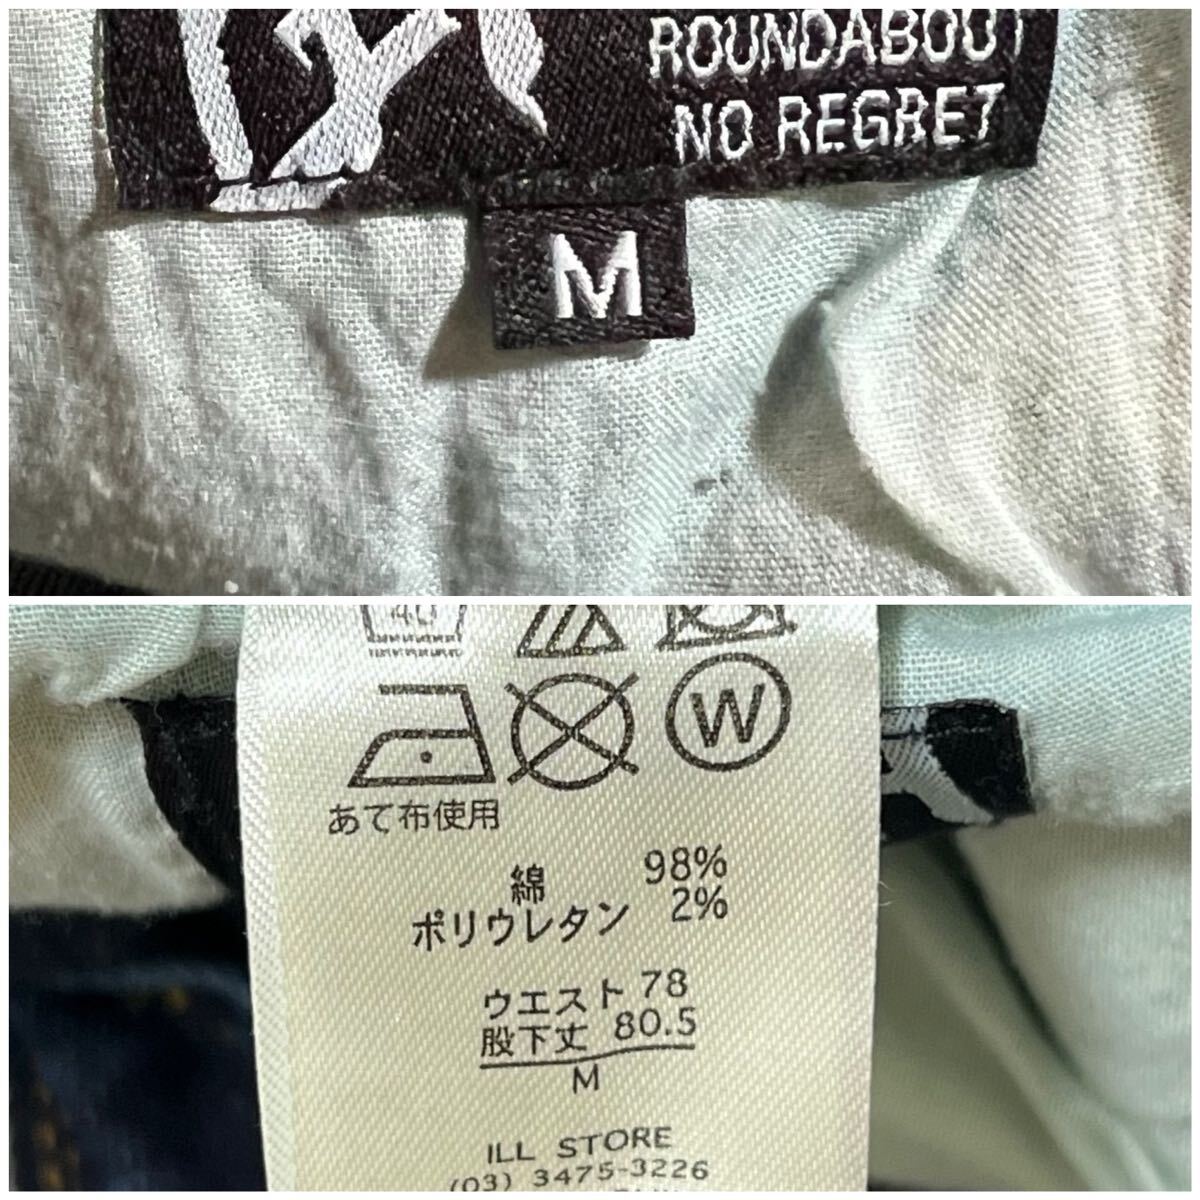 ROUNDABOUT
NO REGRET
M
40
W
あて布使用
綿 98%
ポリウレタン 2%
ウエスト 78
股下丈 80.5
M
ILL STORE
(03) 3475-3226